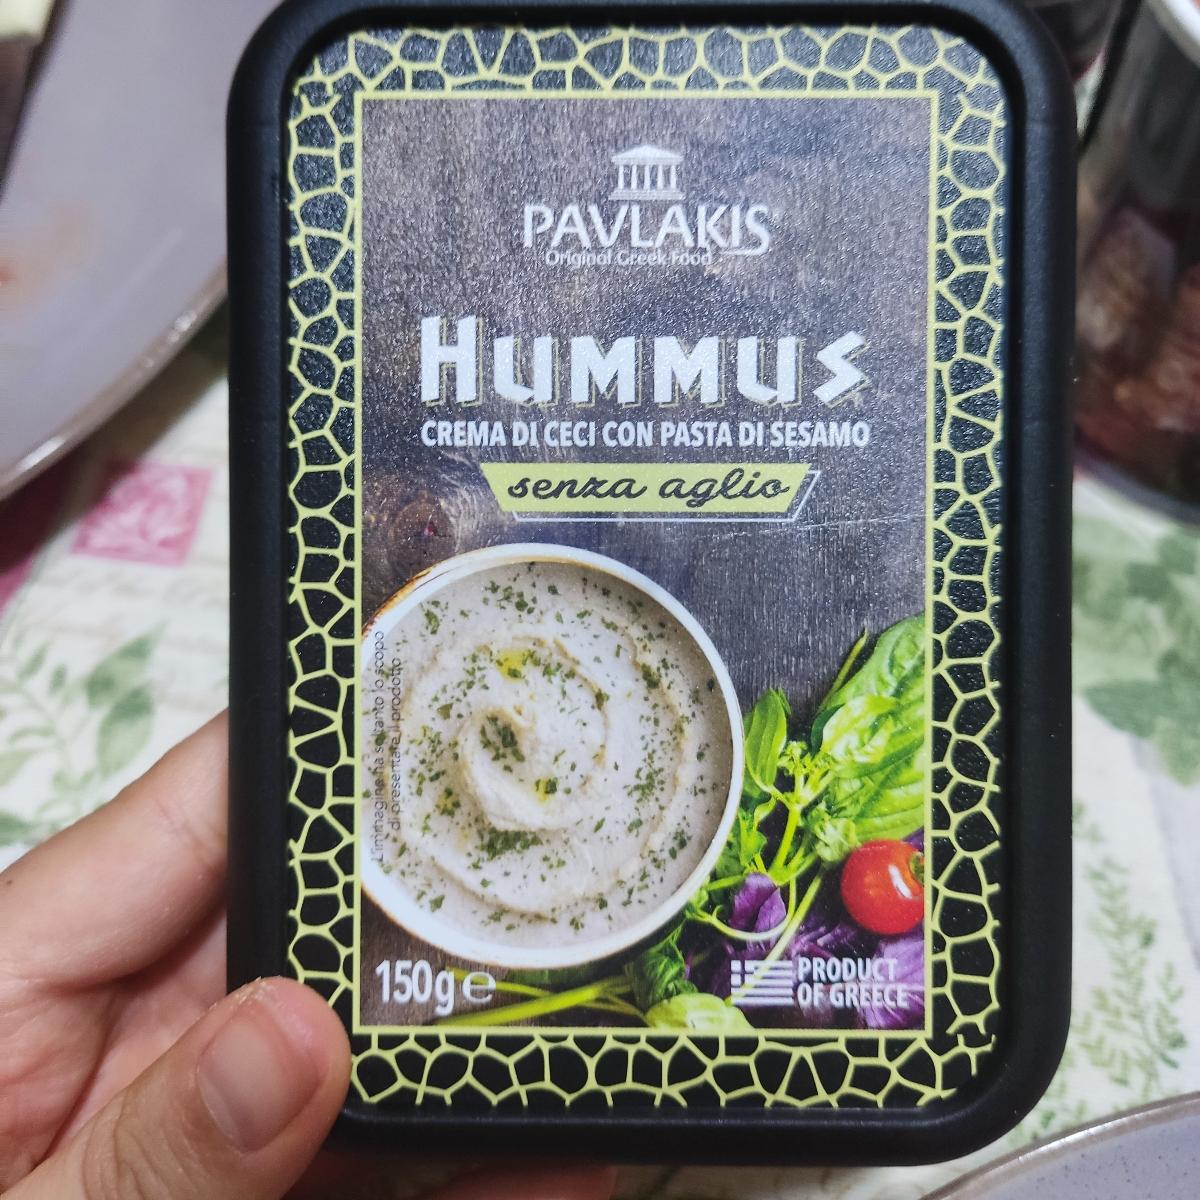 PAVLAKIS
Original Greek Food
HUMMUS
CREMA DI CECI CON PASTA DI SESAMO
senza aglio
L'immagine ha soltanto lo scopo
di presentare il prodotto
150g e
PRODUCT
OF GREECE